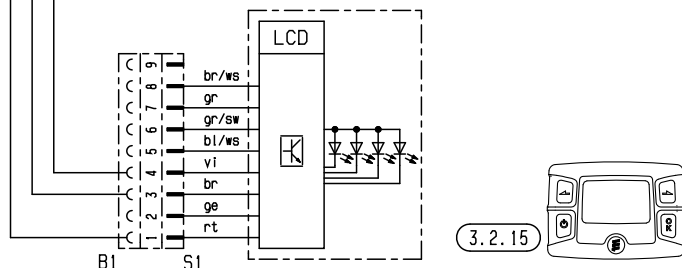 LCD
9
8 br/ws
7 gr
6 gr/sw
5 bl/ws
4 vi
3 br
2 ge
1 rt
B1 S1
3.2.15
OK